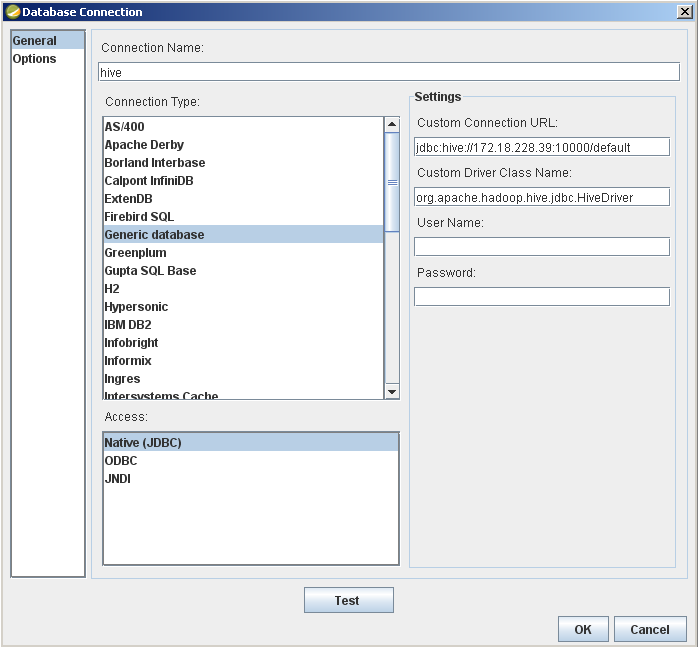 Database Connection
General
Options
Connection Name:
hive
Connection Type:
AS/400
Apache Derby
Borland Interbase
Calpont InfiniDB
ExtenDB
Firebird SQL
Generic database
Greenplum
Gupta SQL Base
H2
Hypersonic
IBM DB2
Infobright
Informix
Ingres
Intersystems Cache
Access:
Native (JDBC)
ODBC
JNDI
Settings
Custom Connection URL:
jdbc:hive://172.18.228.39:10000/default
Custom Driver Class Name:
org.apache.hadoop.hive.jdbc.HiveDriver
User Name:
Password:
Test
OK
Cancel